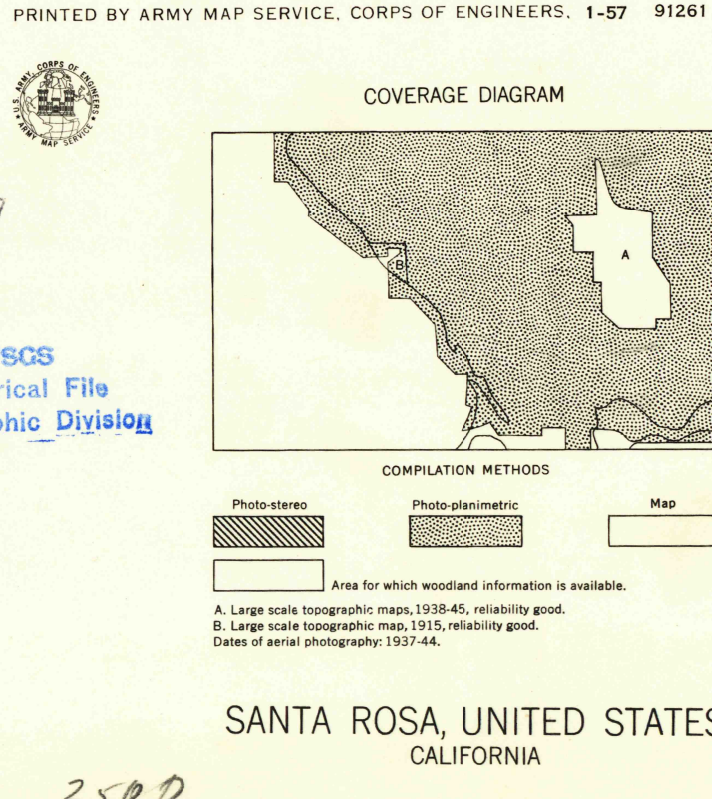 PRINTED BY ARMY MAP SERVICE, CORPS OF ENGINEERS, 1-57 91261
U. S. ARMY, CORPS OF ENGINEERS
ARMY MAP SERVICE
COVERAGE DIAGRAM
A
B
SGS
rical File
phic Division
COMPILATION METHODS
Photo-stereo Photo-planimetric Map
Area for which woodland information is available.
A. Large scale topographic maps, 1938-45, reliability good.
B. Large scale topographic map, 1915, reliability good.
Dates of aerial photography: 1937-44.
SANTA ROSA, UNITED STATES
CALIFORNIA